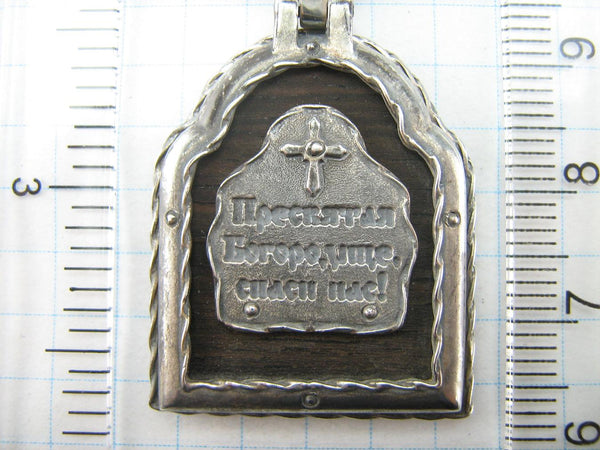 Пресвятая
Богородице,
спаси нас!
3
6
7
8
9